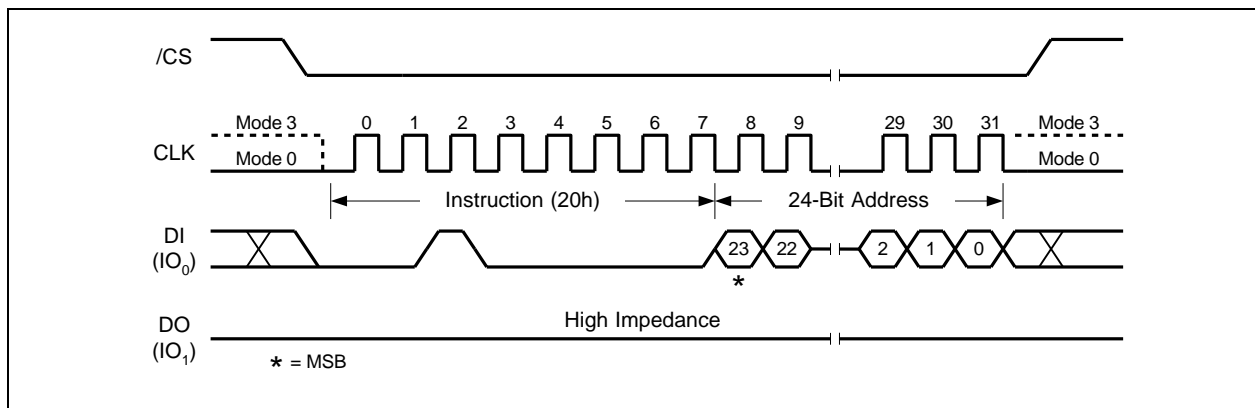 /CS
Mode 3 0 1 2 3 4 5 6 7 8 9 29 30 31 Mode 3
CLK Mode 0 Mode 0
Instruction (20h) 24-Bit Address
DI
(IO0) 23 22 2 1 0
*
DO High Impedance
(IO1)
* = MSB